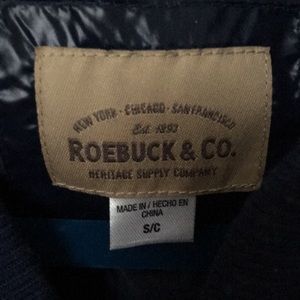 NEW YORK · CHICAGO · SAN FRANCISCO
Est. 1893
ROEBUCK & CO.
HERITAGE SUPPLY COMPANY
MADE IN / HECHO EN
CHINA
S/C